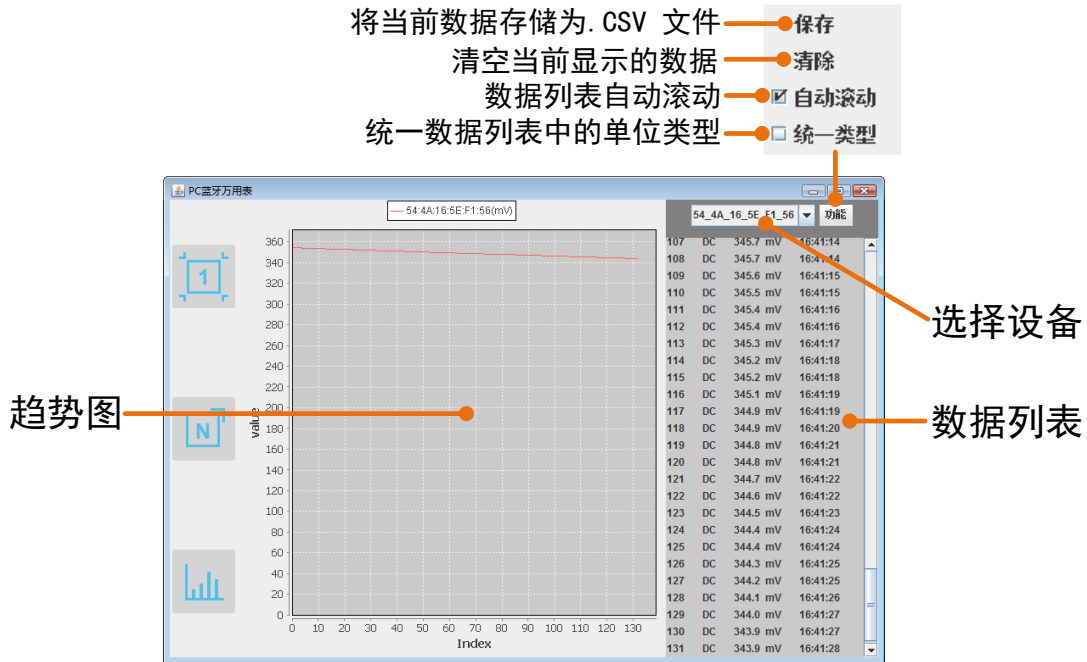 将当前数据存储为.CSV 文件
保存
清空当前显示的数据
清除
数据列表自动滚动
自动滚动
统一数据列表中的单位类型
统一类型
PC蓝牙万用表
54:4A:16:5E:F1:56(mV)
54_4A_16_5E_F1_56
功能
1
N
趋势图
value
360
340
320
300
280
260
240
220
200
180
160
140
120
100
80
60
40
20
0
0 10 20 30 40 50 60 70 80 90 100 110 120 130
Index
107 DC 345.7 mV 16:41:14
108 DC 345.7 mV 16:41:14
109 DC 345.6 mV 16:41:15
110 DC 345.5 mV 16:41:15
111 DC 345.4 mV 16:41:16
112 DC 345.4 mV 16:41:16
113 DC 345.3 mV 16:41:17
114 DC 345.2 mV 16:41:18
115 DC 345.2 mV 16:41:18
116 DC 345.1 mV 16:41:19
117 DC 344.9 mV 16:41:19
118 DC 344.9 mV 16:41:20
119 DC 344.8 mV 16:41:21
120 DC 344.8 mV 16:41:21
121 DC 344.7 mV 16:41:22
122 DC 344.6 mV 16:41:22
123 DC 344.5 mV 16:41:23
124 DC 344.4 mV 16:41:24
125 DC 344.4 mV 16:41:24
126 DC 344.3 mV 16:41:25
127 DC 344.2 mV 16:41:25
128 DC 344.1 mV 16:41:26
129 DC 344.0 mV 16:41:27
130 DC 343.9 mV 16:41:27
131 DC 343.9 mV 16:41:28
选择设备
数据列表